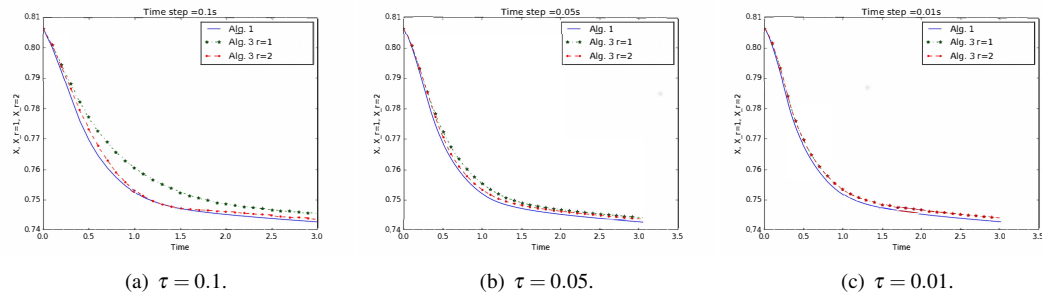 Time step =0.1s
X, X_r=1, X_r=2
0.81
0.80
0.79
0.78
0.77
0.76
0.75
0.74
0.0 0.5 1.0 1.5 2.0 2.5 3.0
Time
Alg. 1
Alg. 3 r=1
Alg. 3 r=2
(a) τ = 0.1.
Time step =0.05s
X, X_r=1, X_r=2
0.81
0.80
0.79
0.78
0.77
0.76
0.75
0.74
0.0 0.5 1.0 1.5 2.0 2.5 3.0 3.5
Time
Alg. 1
Alg. 3 r=1
Alg. 3 r=2
(b) τ = 0.05.
Time step =0.01s
X, X_r=1, X_r=2
0.81
0.80
0.79
0.78
0.77
0.76
0.75
0.74
0.0 0.5 1.0 1.5 2.0 2.5 3.0 3.5
Time
Alg. 1
Alg. 3 r=1
Alg. 3 r=2
(c) τ = 0.01.